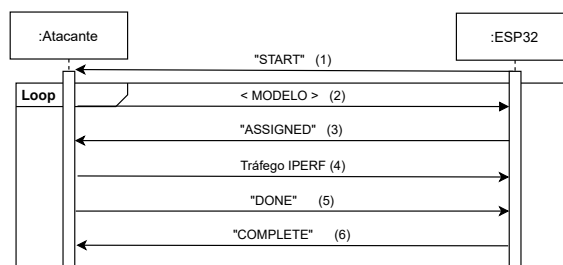 :Atacante
:ESP32
"START" (1)
Loop
< MODELO > (2)
"ASSIGNED" (3)
Tráfego IPERF (4)
"DONE" (5)
"COMPLETE" (6)